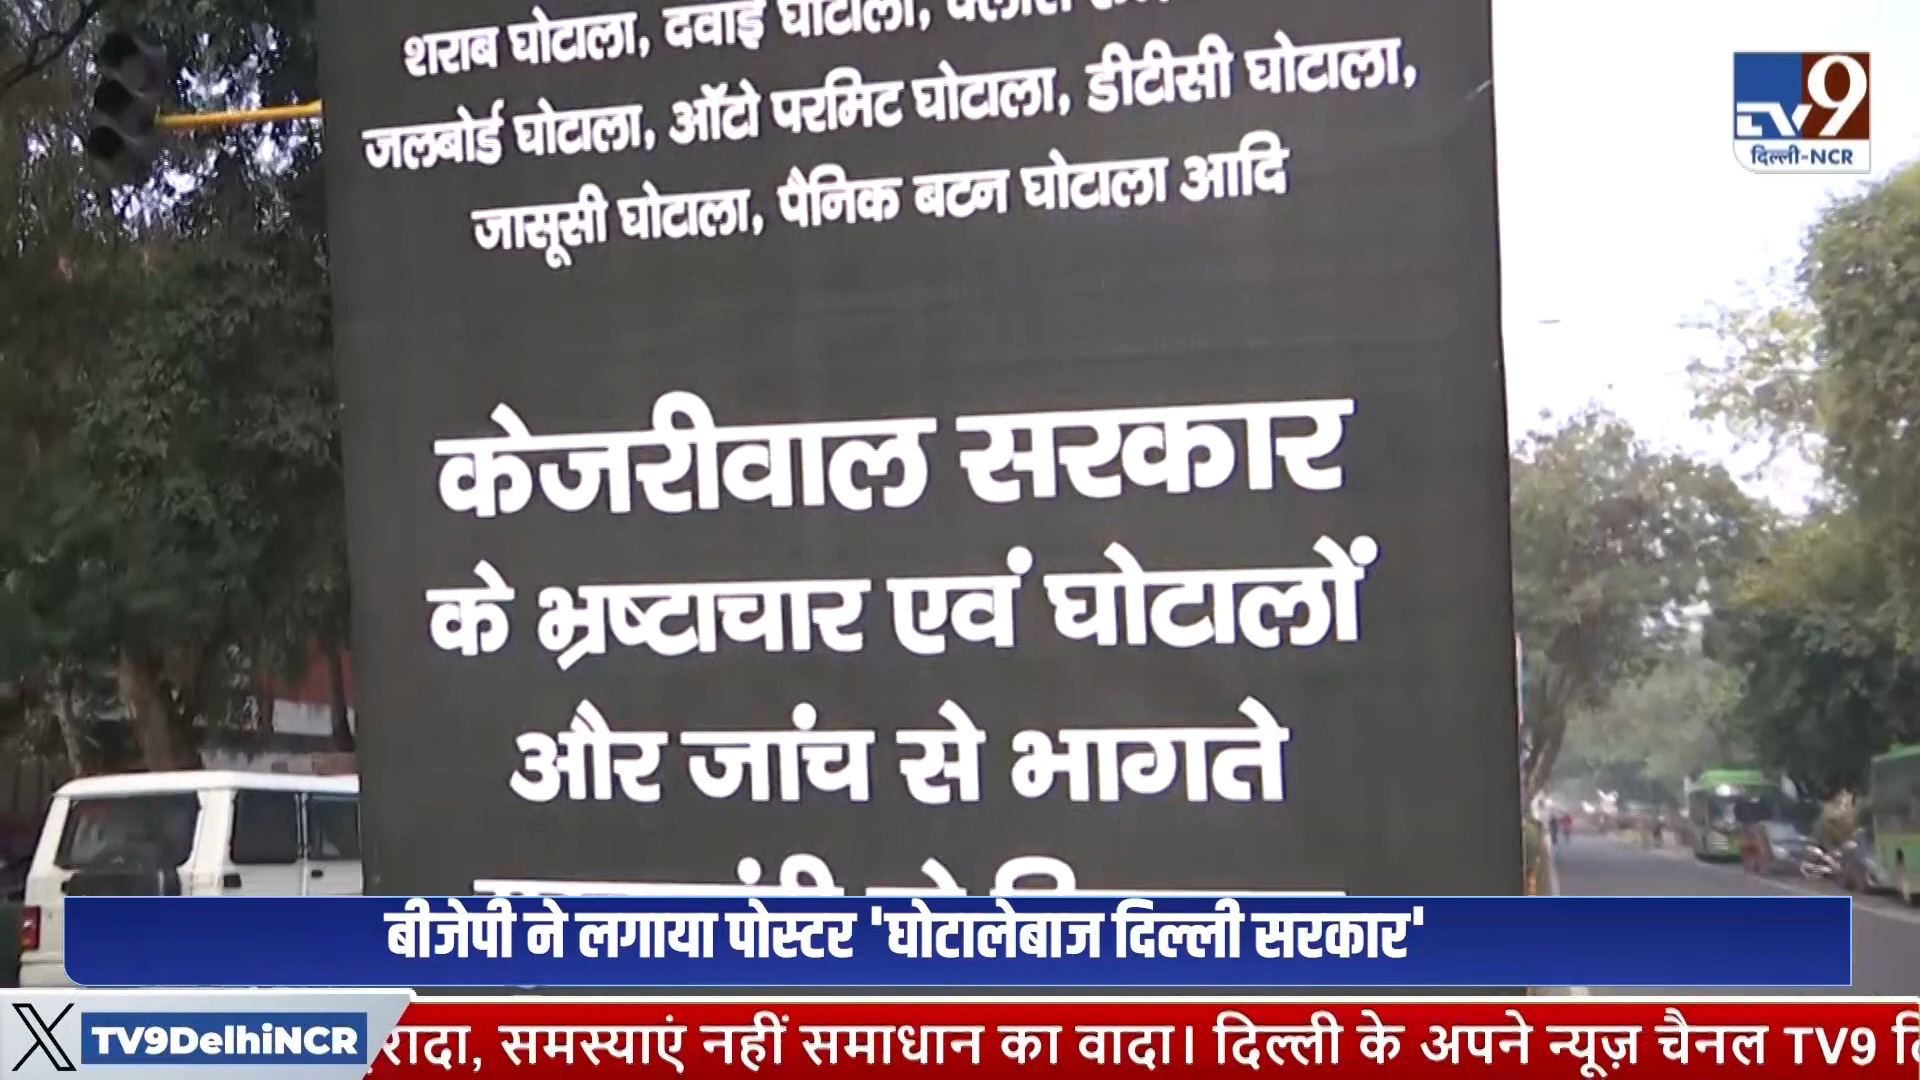 शराब घोटाला, दवाई घोटाला,
जलबोर्ड घोटाला, ऑटो परमिट घोटाला, डीटीसी घोटाला,
जासूसी घोटाला, पैनिक बटन घोटाला आदि
केजरीवाल सरकार
के भ्रष्टाचार एवं घोटालों
और जांच से भागते
TV9
दिल्ली-NCR
बीजेपी ने लगाया पोस्टर 'घोटालेबाज दिल्ली सरकार'
X TV9DelhiNCR
समस्याएं नहीं समाधान का वादा। दिल्ली के अपने न्यूज़ चैनल TV9